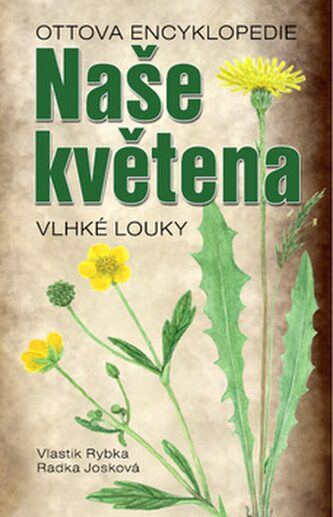 OTTOVA ENCYKLOPEDIE
Naše
květena
VLHKÉ LOUKY
Vlastik Rybka
Radka Josková